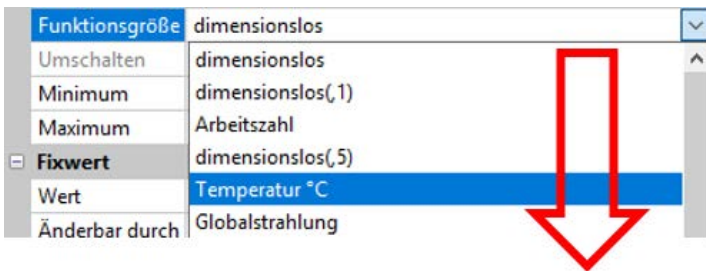 Funktionsgröße dimensionslos
Umschalten dimensionslos
Minimum dimensionslos(,1)
Maximum Arbeitszahl
Fixwert dimensionslos(,5)
Wert Temperatur °C
Änderbar durch Globalstrahlung